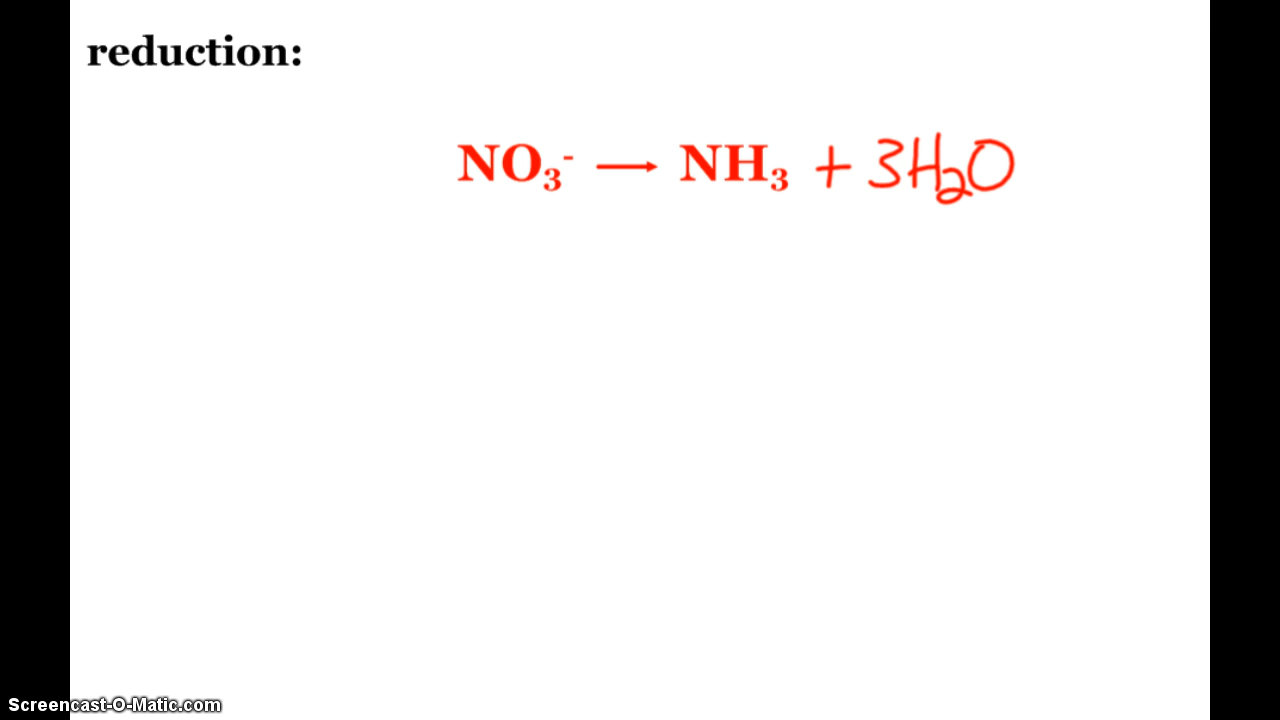 reduction:
NO₃⁻ → NH₃ + 3H₂O
Screencast-O-Matic.com